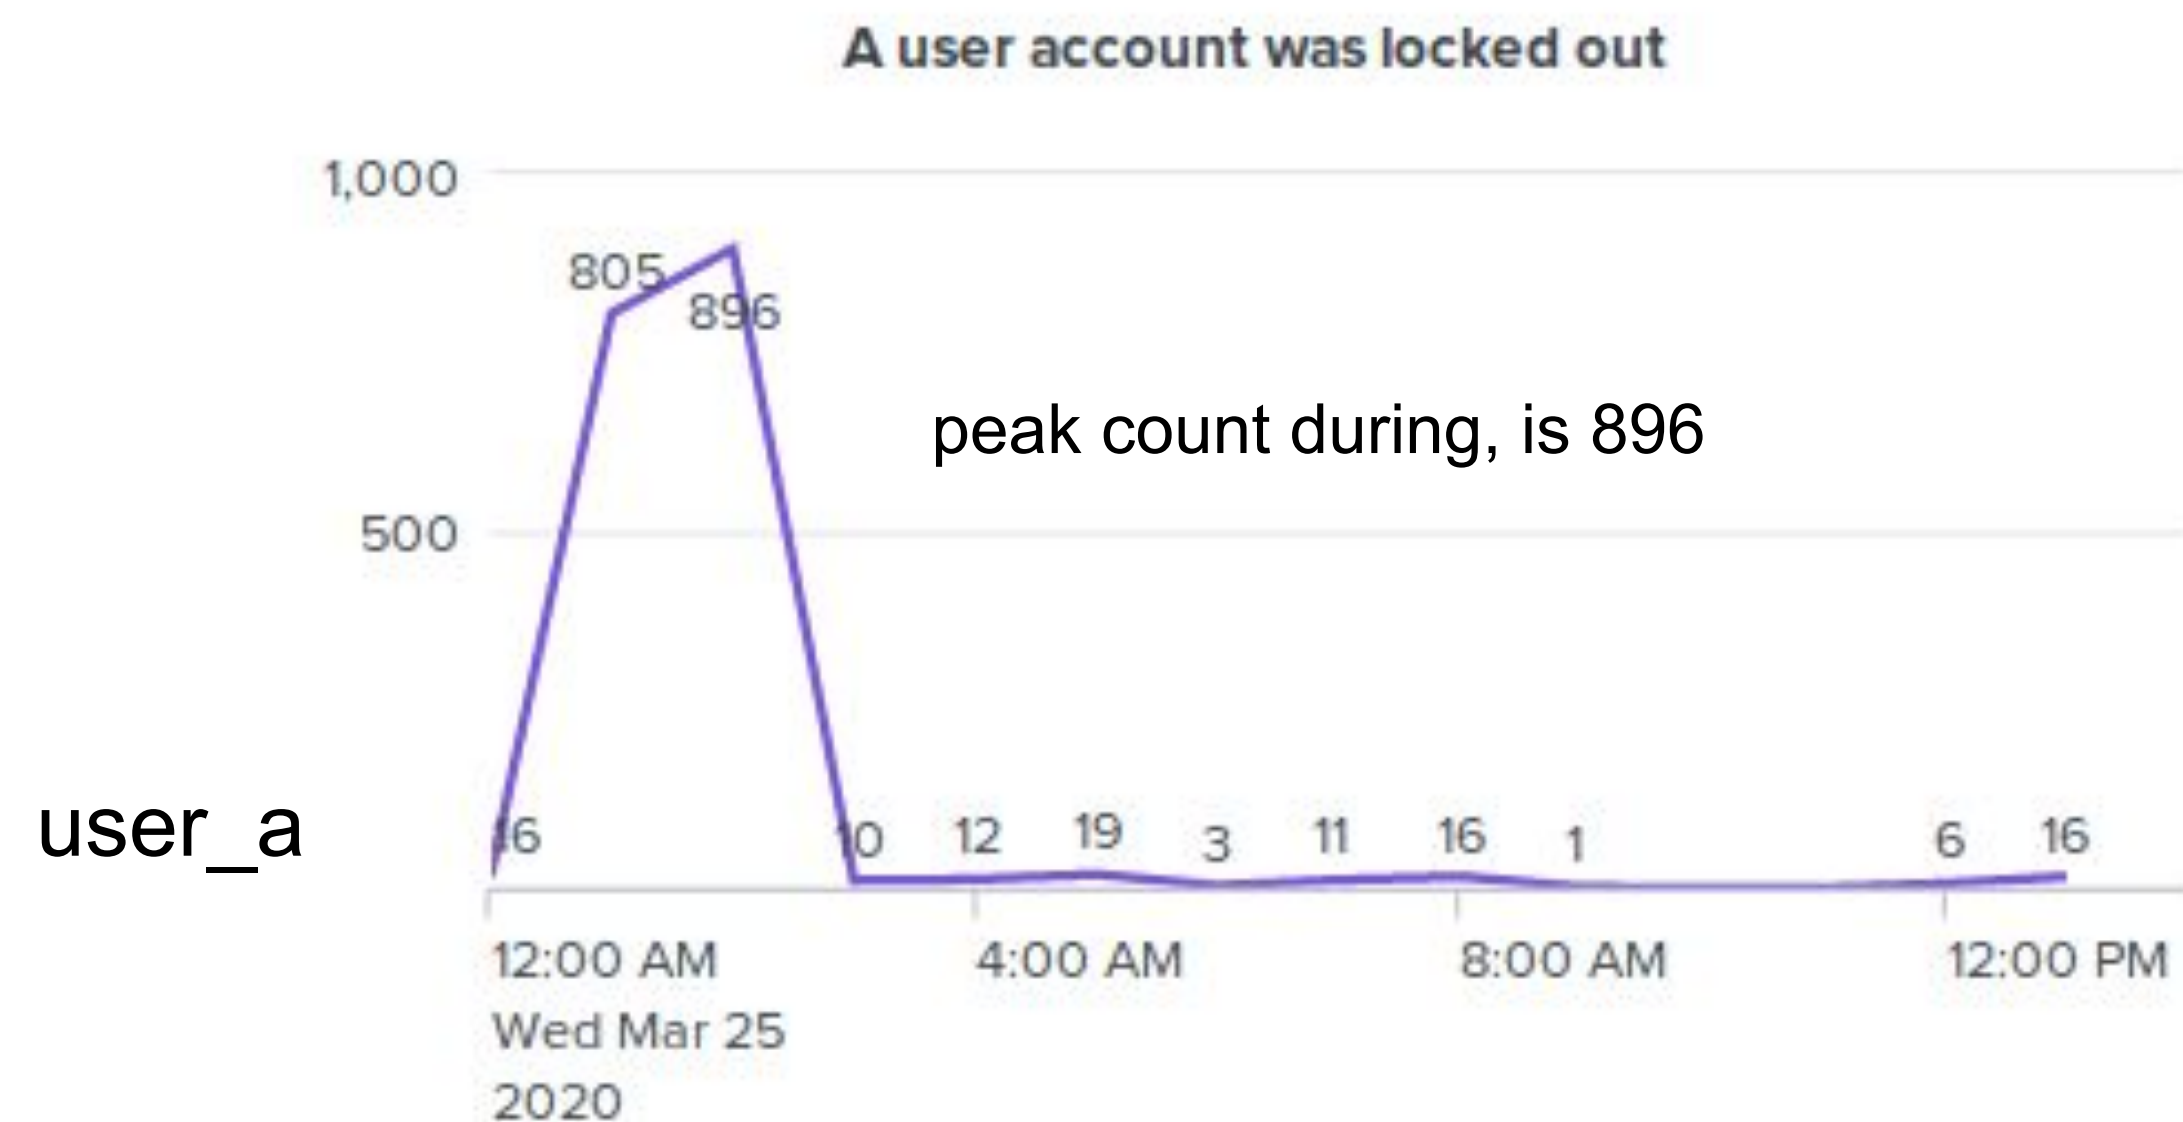 A user account was locked out
1,000
805
896
peak count during, is 896
500
user_a
16
10
12
19
3
11
16
1
6
16
12:00 AM
4:00 AM
8:00 AM
12:00 PM
Wed Mar 25
2020